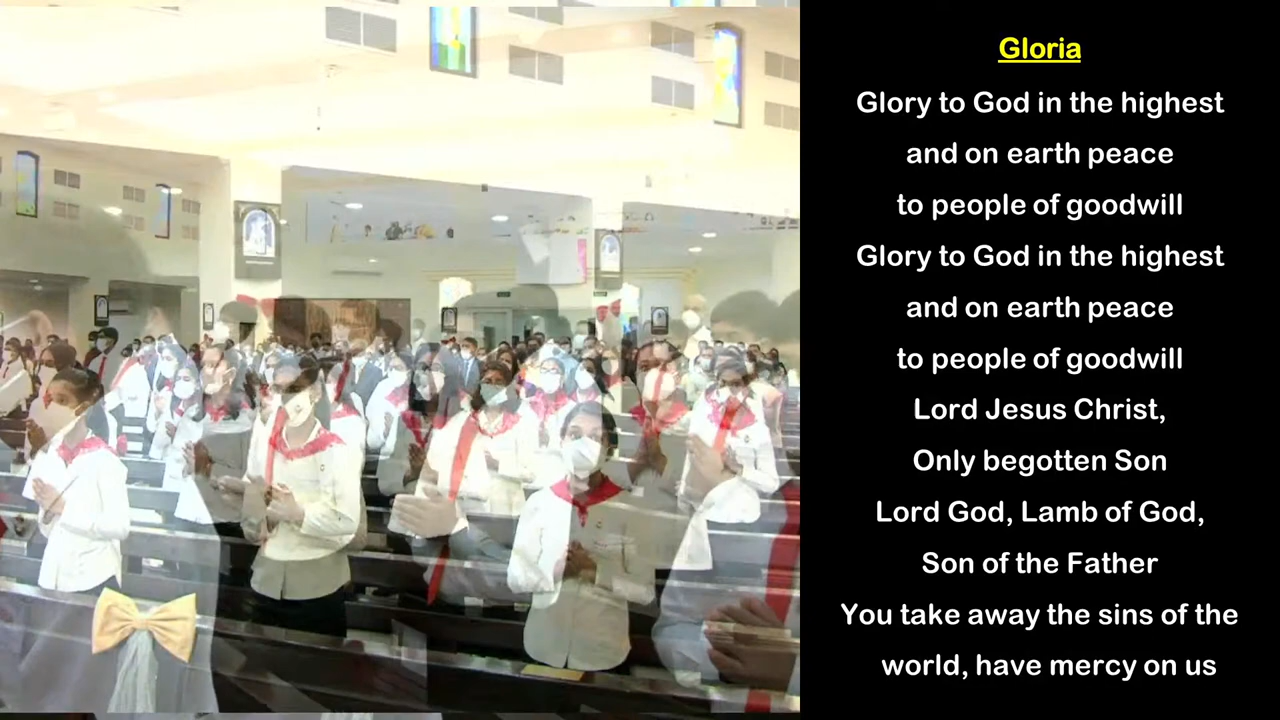 Gloria
Glory to God in the highest
and on earth peace
to people of goodwill
Glory to God in the highest
and on earth peace
to people of goodwill
Lord Jesus Christ,
Only begotten Son
Lord God, Lamb of God,
Son of the Father
You take away the sins of the
world, have mercy on us